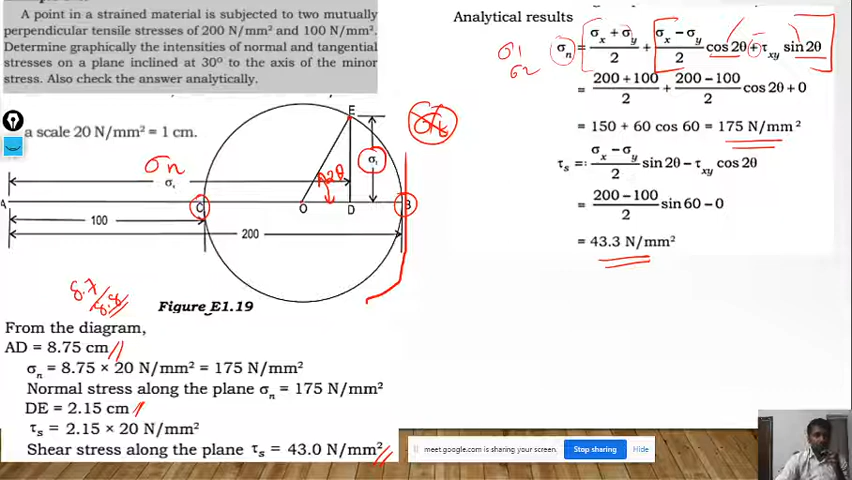 A point in a strained material is subjected to two mutually
perpendicular tensile stresses of 200 N/mm² and 100 N/mm².
Determine graphically the intensities of normal and tangential
stresses on a plane inclined at 30° to the axis of the minor
stress. Also check the answer analytically.
a scale 20 N/mm² = 1 cm.
E
σn
σt
2θ
σt
A
C
O
D
B
100
200
8.7/8.8
Figure E1.19
From the diagram,
AD = 8.75 cm
σn = 8.75 × 20 N/mm² = 175 N/mm²
Normal stress along the plane σn = 175 N/mm²
DE = 2.15 cm
τs = 2.15 × 20 N/mm²
Shear stress along the plane τs = 43.0 N/mm²
Analytical results
σ1
σ2
σn = (σx + σy)/2 + (σx − σy)/2 cos 2θ + τxy sin 2θ
= (200 + 100)/2 + (200 − 100)/2 cos 2θ + 0
= 150 + 60 cos 60 = 175 N/mm²
τs = (σx − σy)/2 sin 2θ − τxy cos 2θ
= (200 − 100)/2 sin 60 − 0
= 43.3 N/mm²
meet.google.com is sharing your screen.
Stop sharing
Hide